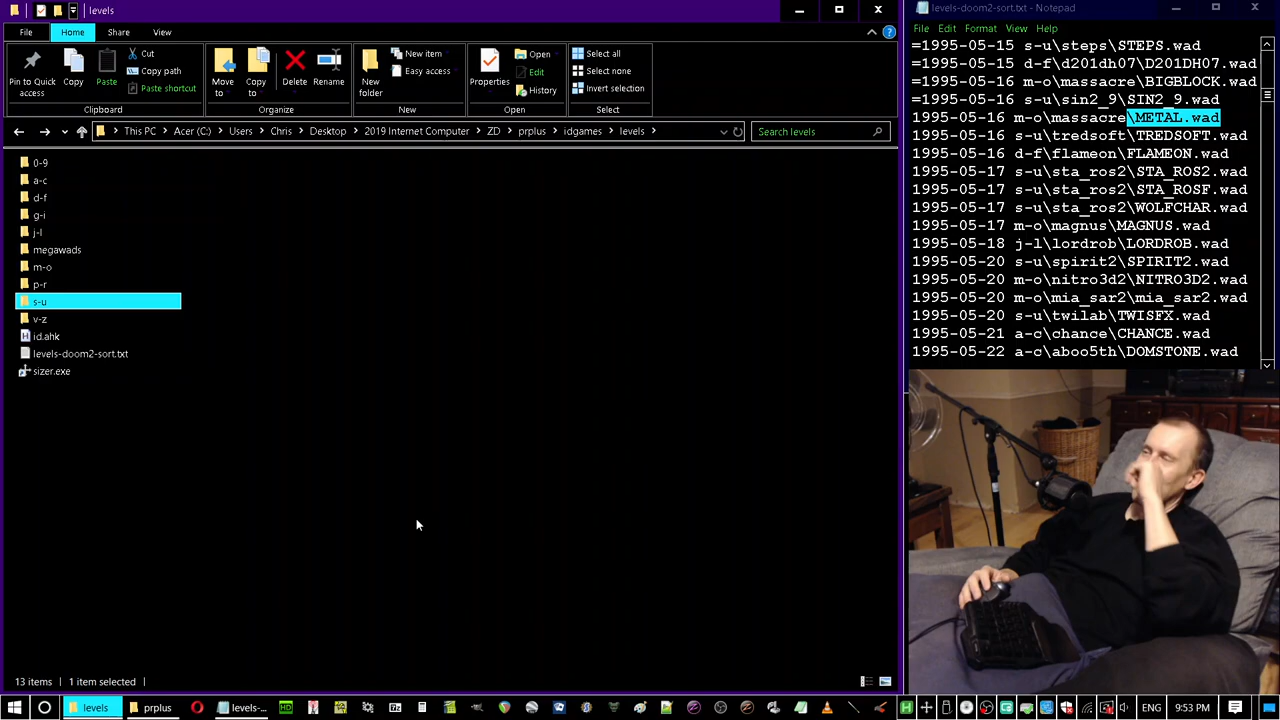 levels
File
Home
Share
View
Pin to Quick access
Copy
Paste
Cut
Copy path
Paste shortcut
Clipboard
Move to
Copy to
Delete
Rename
Organize
New folder
New item
Easy access
New
Properties
Open
Edit
History
Open
Select all
Select none
Invert selection
Select
This PC
Acer (C:)
Users
Chris
Desktop
2019 Internet Computer
ZD
prplus
idgames
levels
Search levels
0-9
a-c
d-f
g-i
j-l
megawads
m-o
p-r
s-u
v-z
id.ahk
levels-doom2-sort.txt
sizer.exe
13 items
1 item selected
levels-doom2-sort.txt - Notepad
File Edit Format View Help
=1995-05-15 s-u\steps\STEPS.wad
=1995-05-15 d-f\d201dh07\D201DH07.wad
=1995-05-16 m-o\massacre\BIGBLOCK.wad
=1995-05-16 s-u\sin2_9\SIN2_9.wad
1995-05-16 m-o\massacre\METAL.wad
1995-05-16 s-u\tredsoft\TREDSOFT.wad
1995-05-16 d-f\flameon\FLAMEON.wad
1995-05-17 s-u\sta_ros2\STA_ROS2.wad
1995-05-17 s-u\sta_ros2\STA_ROSF.wad
1995-05-17 s-u\sta_ros2\WOLFCHAR.wad
1995-05-17 m-o\magnus\MAGNUS.wad
1995-05-18 j-l\lordrob\LORDROB.wad
1995-05-20 s-u\spirit2\SPIRIT2.wad
1995-05-20 m-o\nitro3d2\NITRO3D2.wad
1995-05-20 m-o\mia_sar2\mia_sar2.wad
1995-05-20 s-u\twilab\TWISFX.wad
1995-05-21 a-c\chance\CHANCE.wad
1995-05-22 a-c\aboo5th\DOMSTONE.wad
levels
prplus
levels-...
HD
ENG
9:53 PM